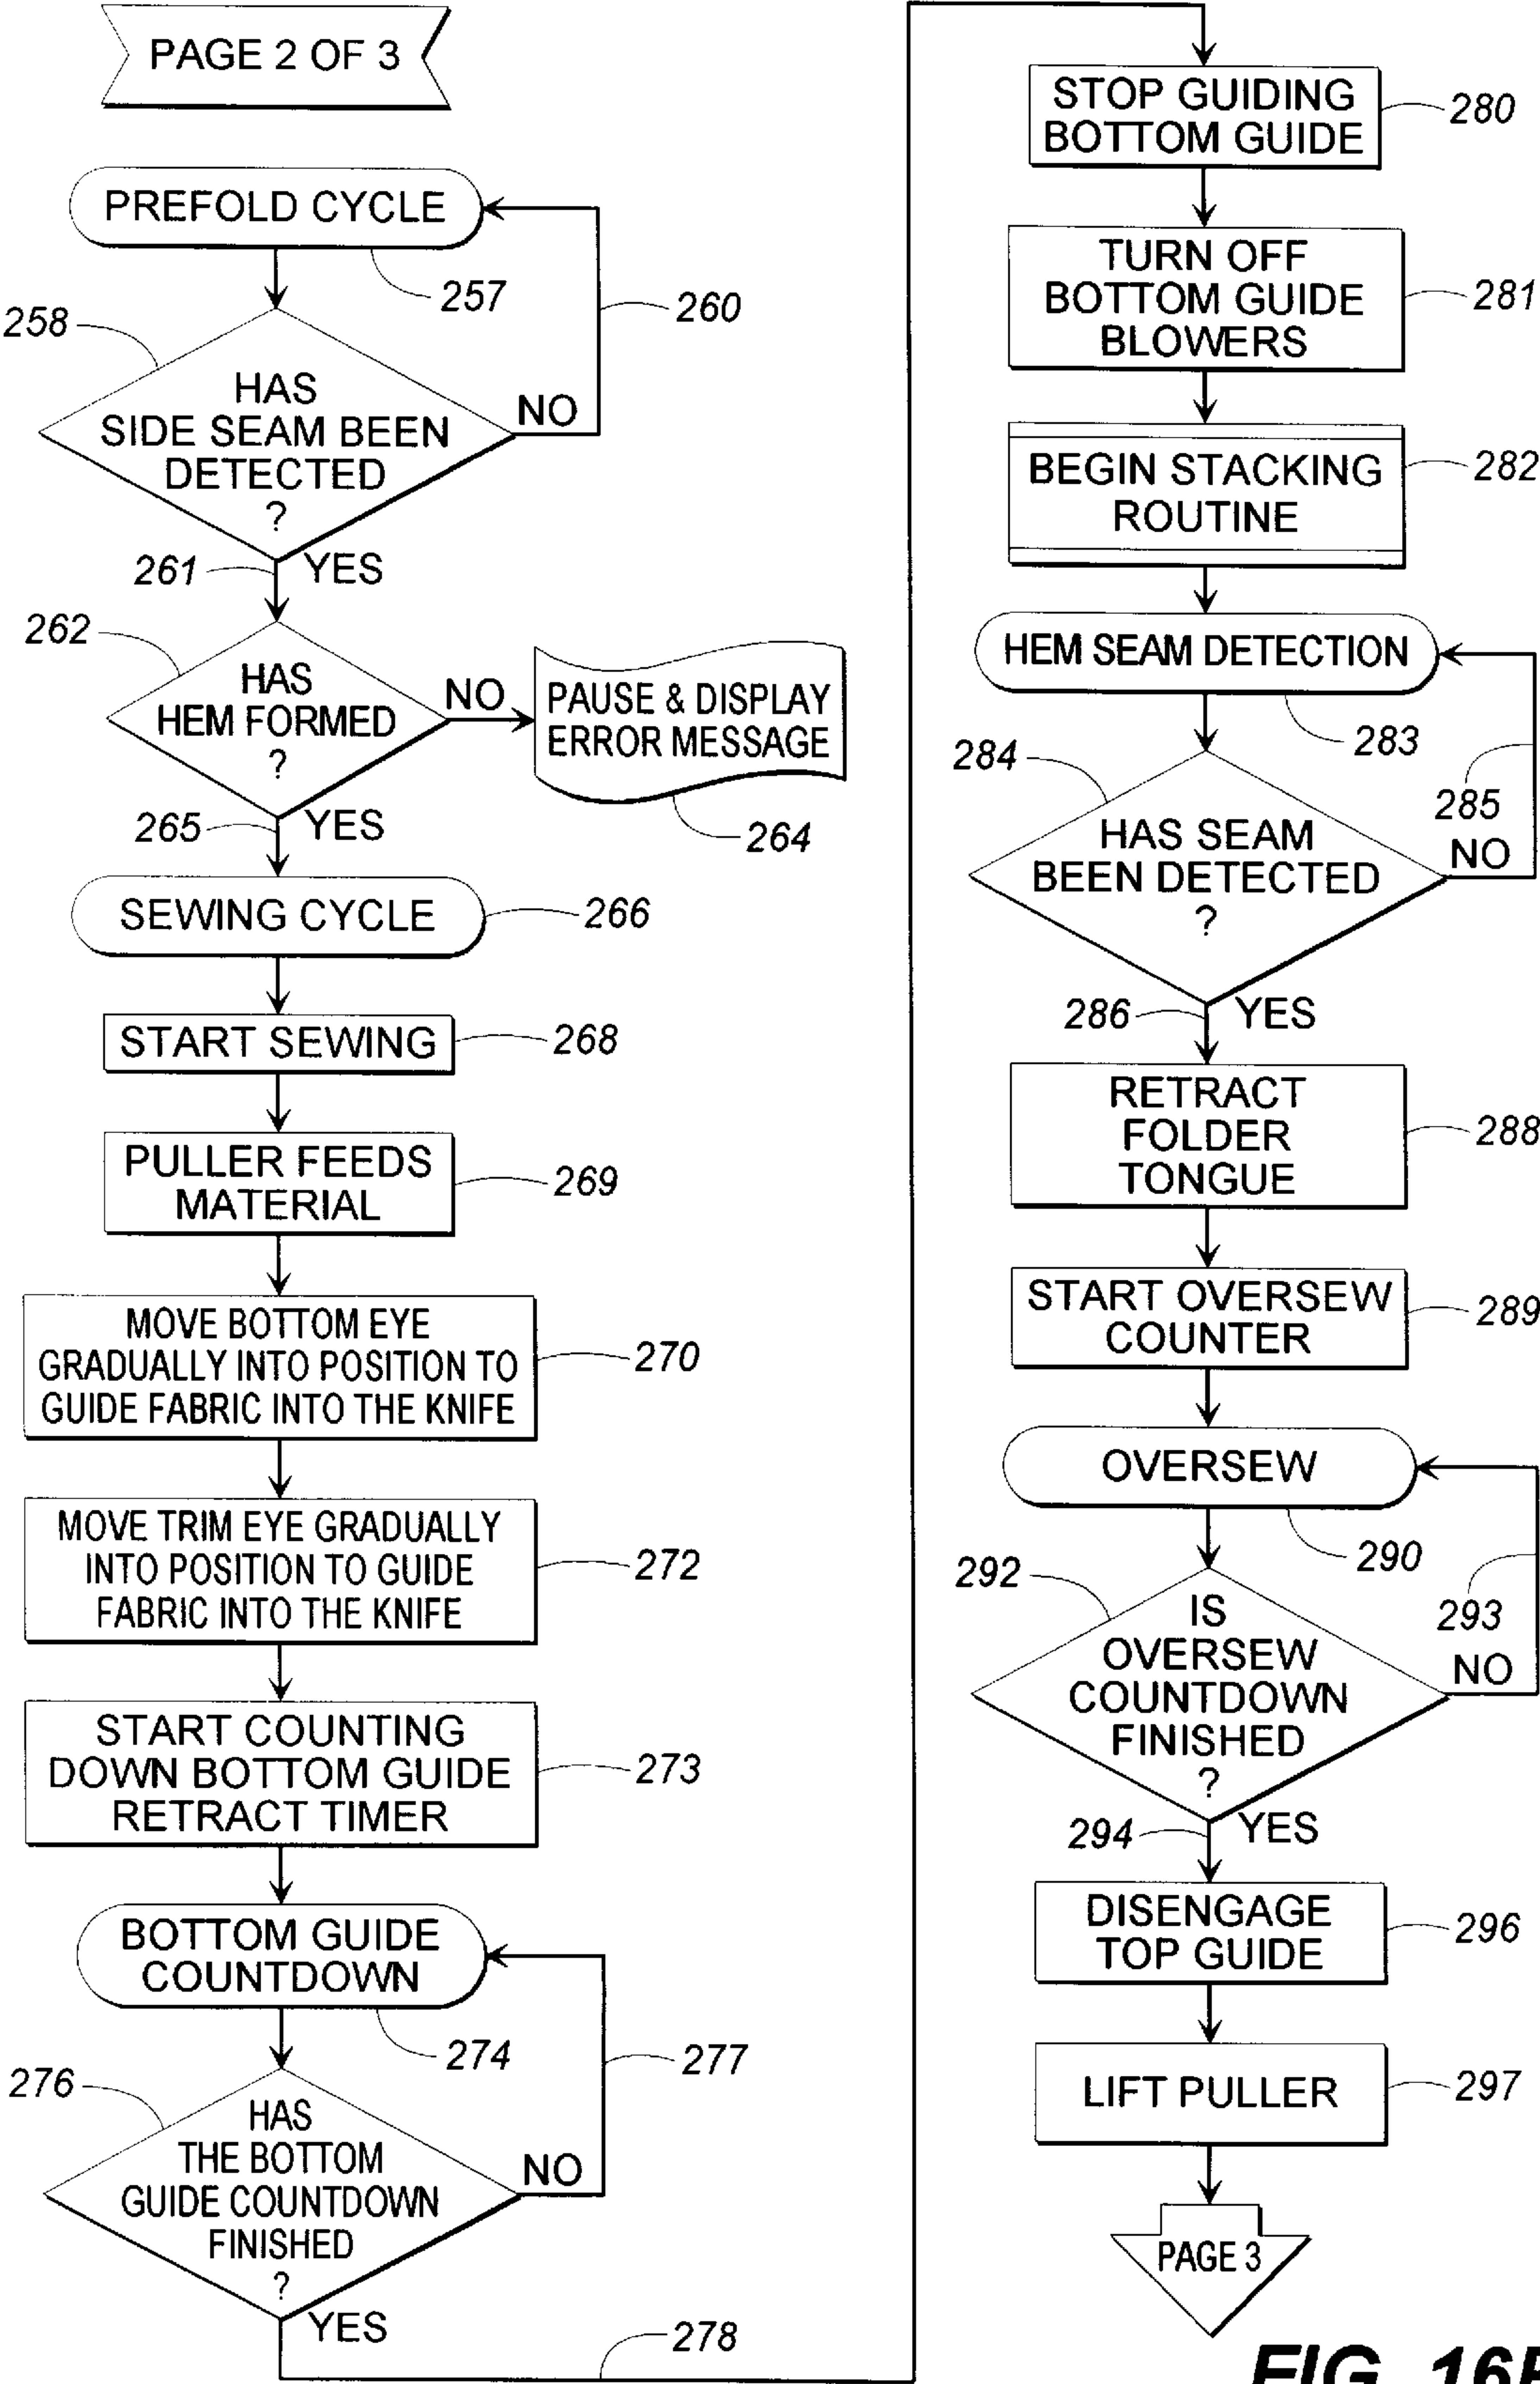 PAGE 2 OF 3
PREFOLD CYCLE
257
260
258
HAS
SIDE SEAM BEEN
DETECTED
?
NO
261
YES
262
HAS
HEM FORMED
?
NO
PAUSE & DISPLAY
ERROR MESSAGE
264
265
YES
SEWING CYCLE
266
START SEWING
268
PULLER FEEDS
MATERIAL
269
MOVE BOTTOM EYE
GRADUALLY INTO POSITION TO
GUIDE FABRIC INTO THE KNIFE
270
MOVE TRIM EYE GRADUALLY
INTO POSITION TO GUIDE
FABRIC INTO THE KNIFE
272
START COUNTING
DOWN BOTTOM GUIDE
RETRACT TIMER
273
BOTTOM GUIDE
COUNTDOWN
274
277
276
HAS
THE BOTTOM
GUIDE COUNTDOWN
FINISHED
?
NO
YES
278
STOP GUIDING
BOTTOM GUIDE
280
TURN OFF
BOTTOM GUIDE
BLOWERS
281
BEGIN STACKING
ROUTINE
282
HEM SEAM DETECTION
283
284
285
HAS SEAM
BEEN DETECTED
?
NO
286
YES
RETRACT
FOLDER
TONGUE
288
START OVERSEW
COUNTER
289
OVERSEW
290
292
293
IS
OVERSEW
COUNTDOWN
FINISHED
?
NO
294
YES
DISENGAGE
TOP GUIDE
296
LIFT PULLER
297
PAGE 3
FIG. 16